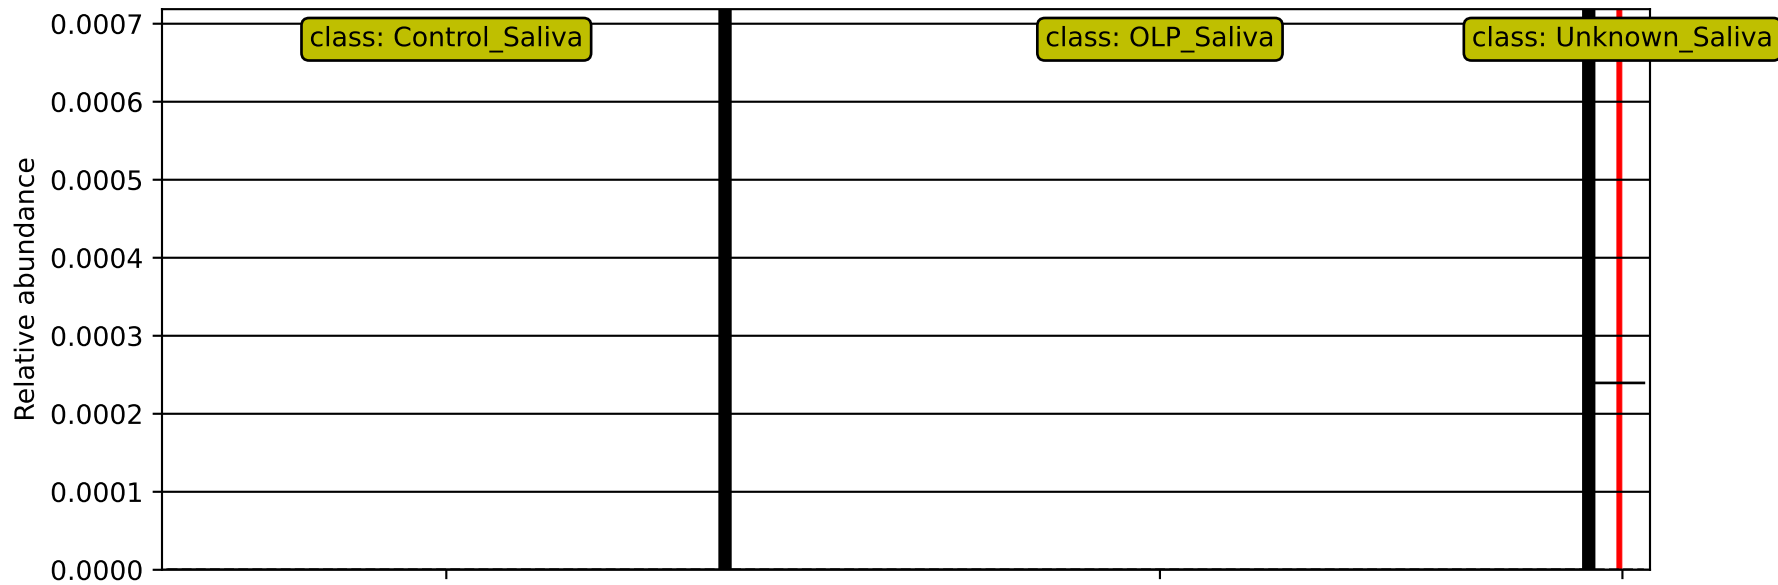 0.0007
class: Control_Saliva
class: OLP_Saliva
class: Unknown_Saliva
0.0006
0.0005
0.0004
0.0003
0.0002
0.0001
0.0000
Relative abundance